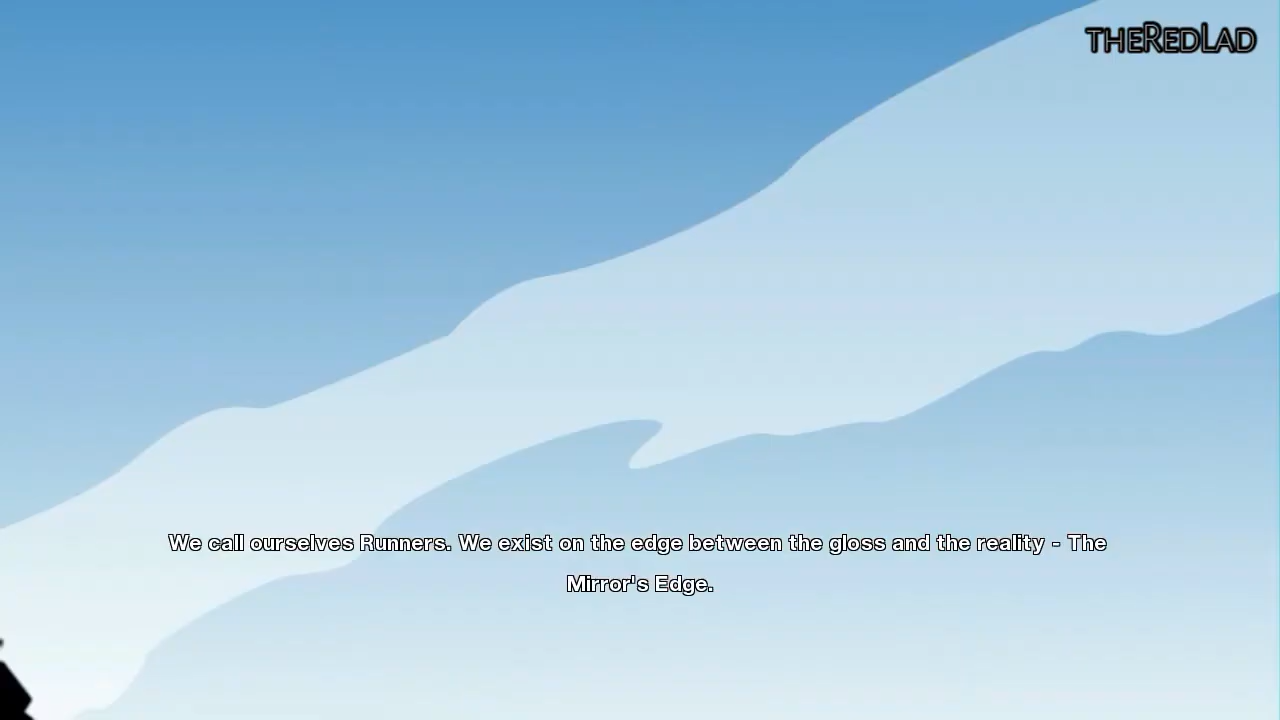 THEREDLAD
We call ourselves Runners. We exist on the edge between the gloss and the reality - The
Mirror's Edge.